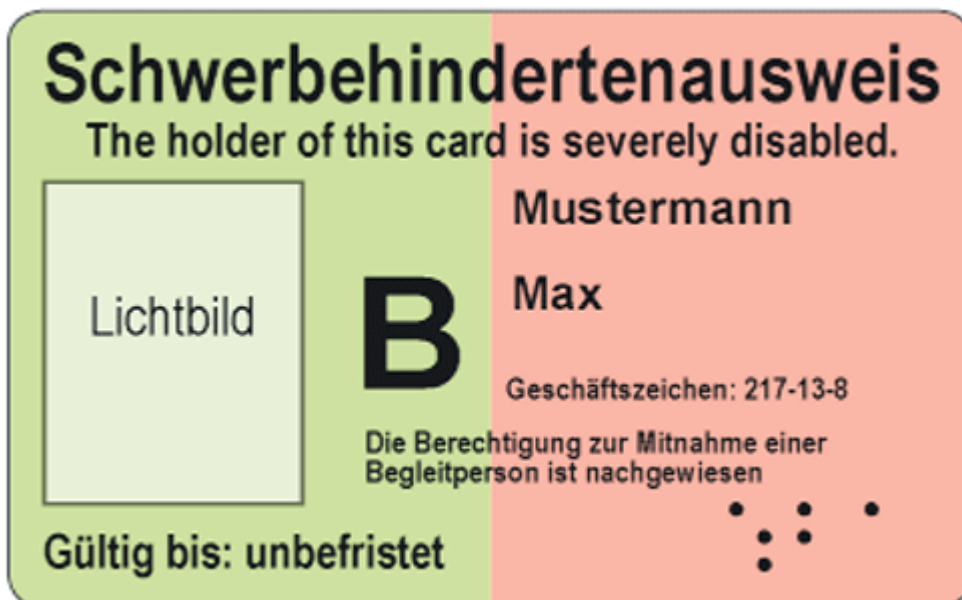 Schwerbehindertenausweis
The holder of this card is severely disabled.
Mustermann
Max
Lichtbild
B
Geschäftszeichen: 217-13-8
Die Berechtigung zur Mitnahme einer
Begleitperson ist nachgewiesen
Gültig bis: unbefristet